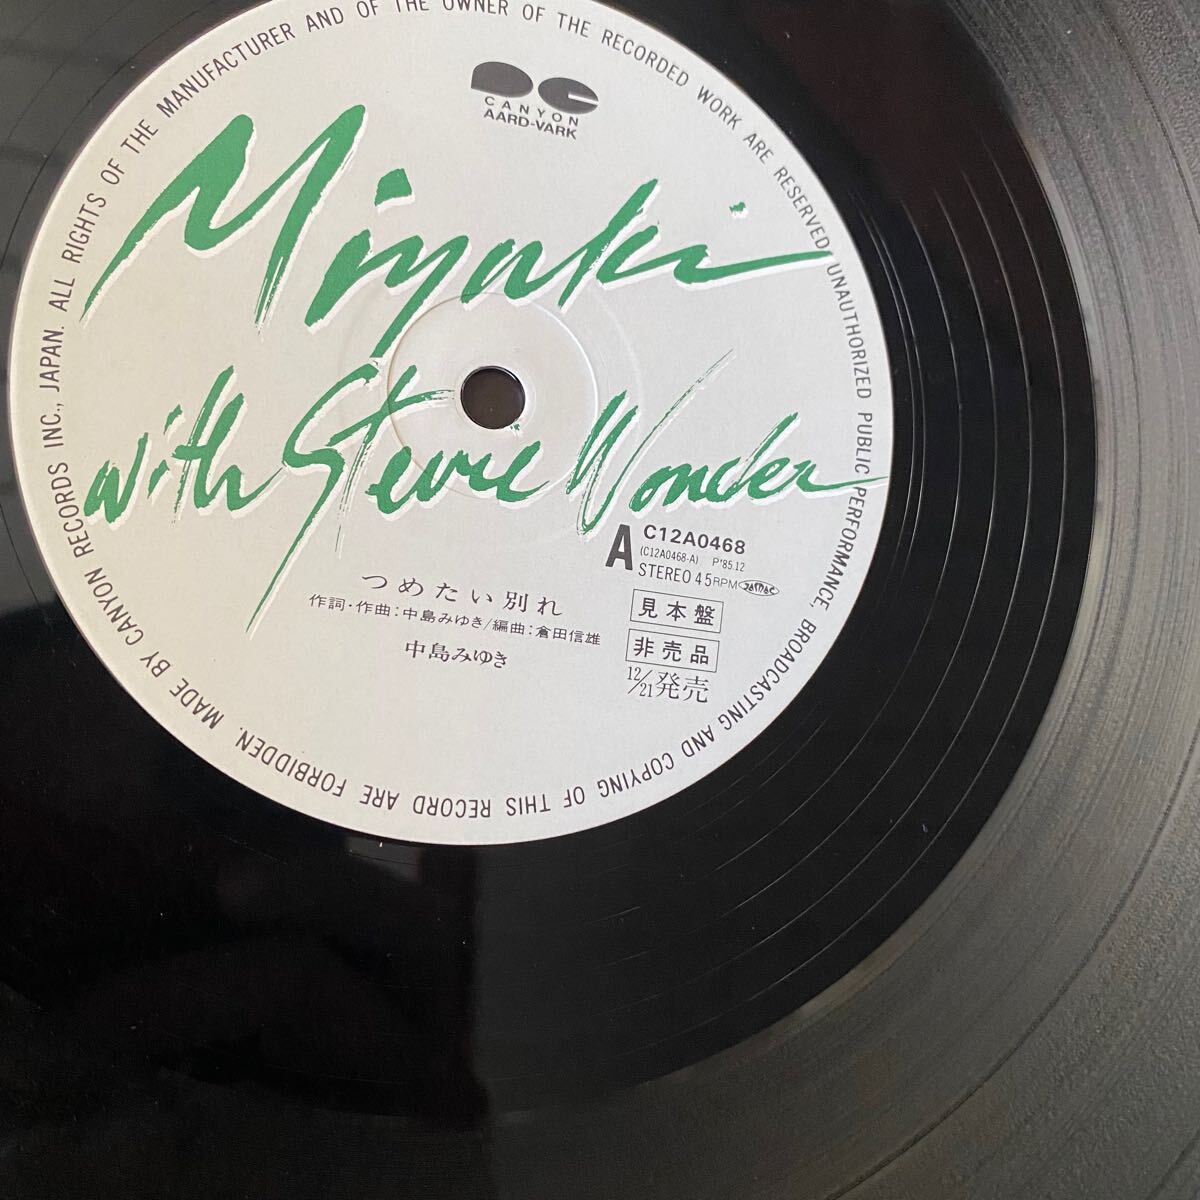 CANYON
AARD-VARK
Miyuki
with Stevie Wonder
A
C12A0468
(C12A0468-A) P'85.12
STEREO 45RPM
つめたい別れ
作詞・作曲:中島みゆき/編曲:倉田信雄
中島みゆき
見本盤
非売品
12/21発売
MADE BY CANYON RECORDS INC., JAPAN. ALL RIGHTS OF THE MANUFACTURER AND OF THE OWNER OF THE RECORDED WORK ARE RESERVED UNAUTHORIZED PUBLIC PERFORMANCE, BROADCASTING AND COPYING OF THIS RECORD ARE FORBIDDEN.